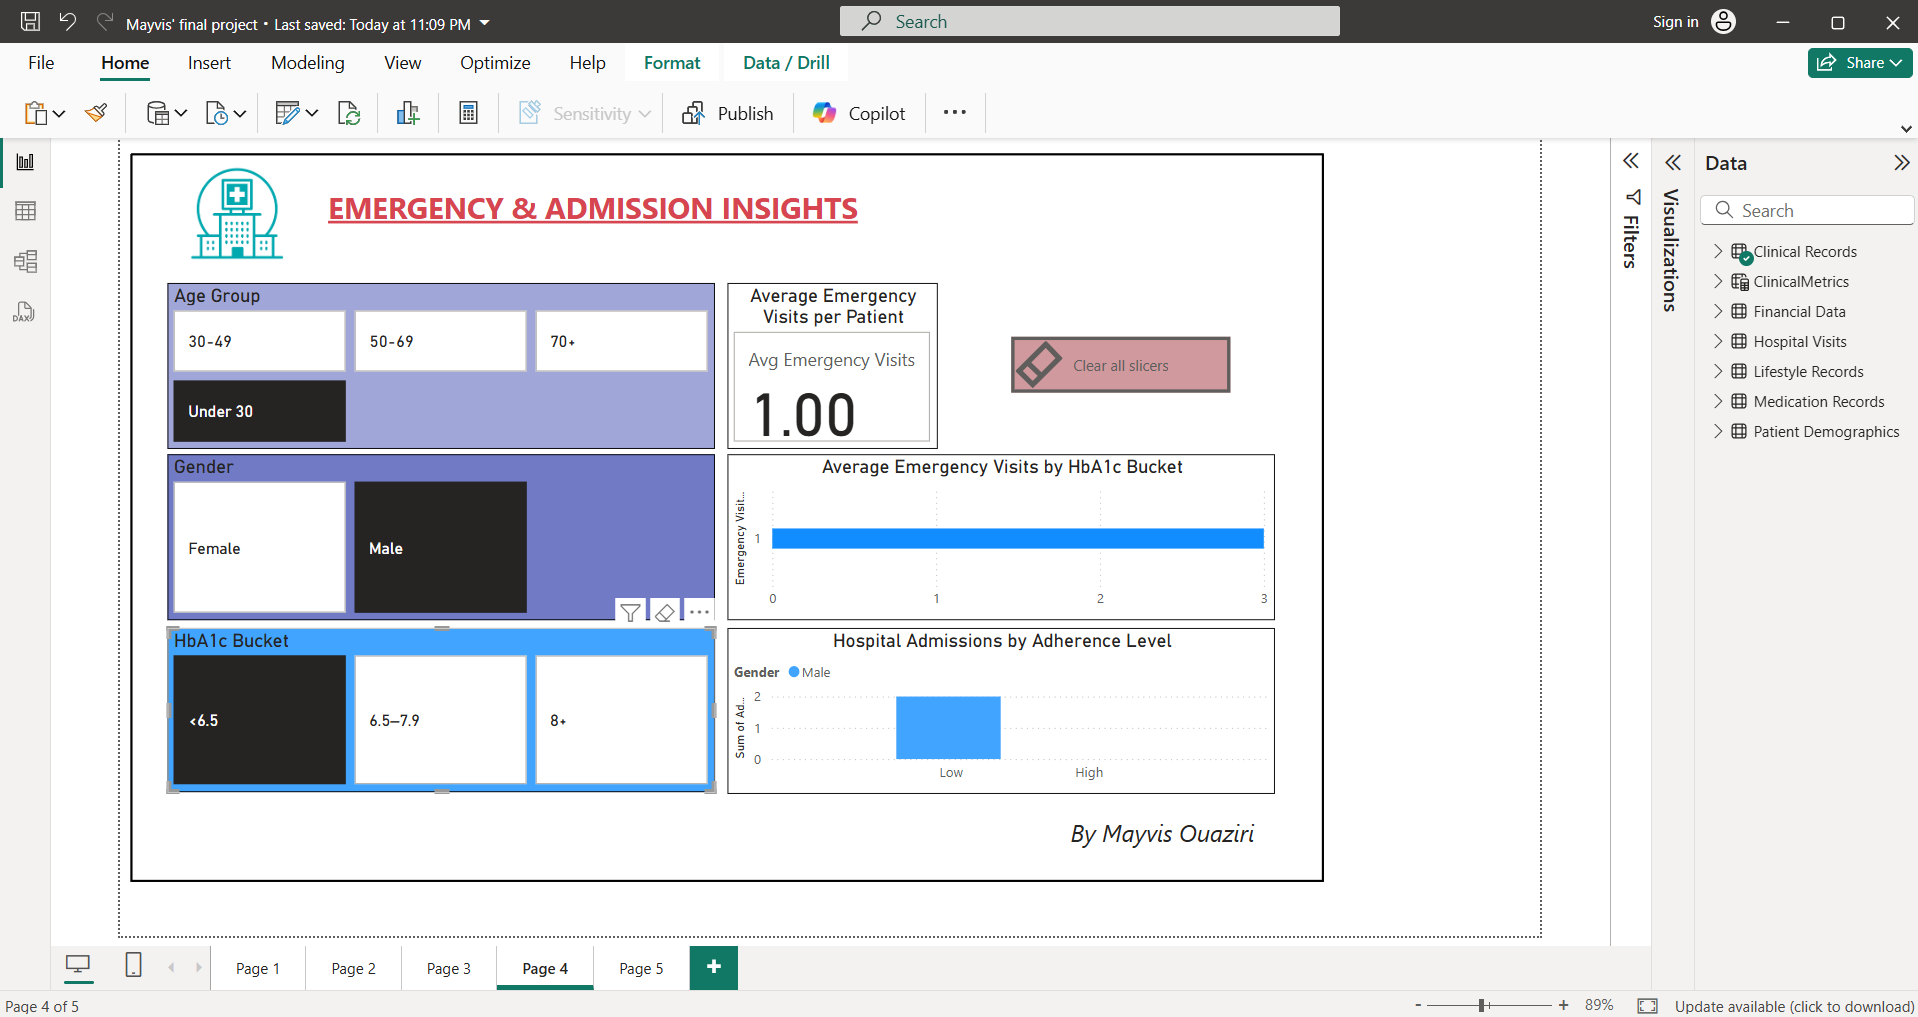 Mayvis' final project • Last saved: Today at 11:09 PM
Search
Sign in
File Home Insert Modeling View Optimize Help Format Data / Drill
Share
Sensitivity
Publish
Copilot
EMERGENCY & ADMISSION INSIGHTS
Age Group
30-49
50-69
70+
Under 30
Average Emergency
Visits per Patient
Avg Emergency Visits
1.00
Clear all slicers
Gender
Female
Male
Average Emergency Visits by HbA1c Bucket
Emergency Visit...
1
0 1 2 3
HbA1c Bucket
<6.5
6.5–7.9
8+
Hospital Admissions by Adherence Level
Gender Male
Sum of Ad...
2
1
0
Low High
By Mayvis Ouaziri
Filters
Visualizations
Data
Search
Clinical Records
ClinicalMetrics
Financial Data
Hospital Visits
Lifestyle Records
Medication Records
Patient Demographics
DAX
Page 1 Page 2 Page 3 Page 4 Page 5 +
Page 4 of 5
- + 89%
Update available (click to download)